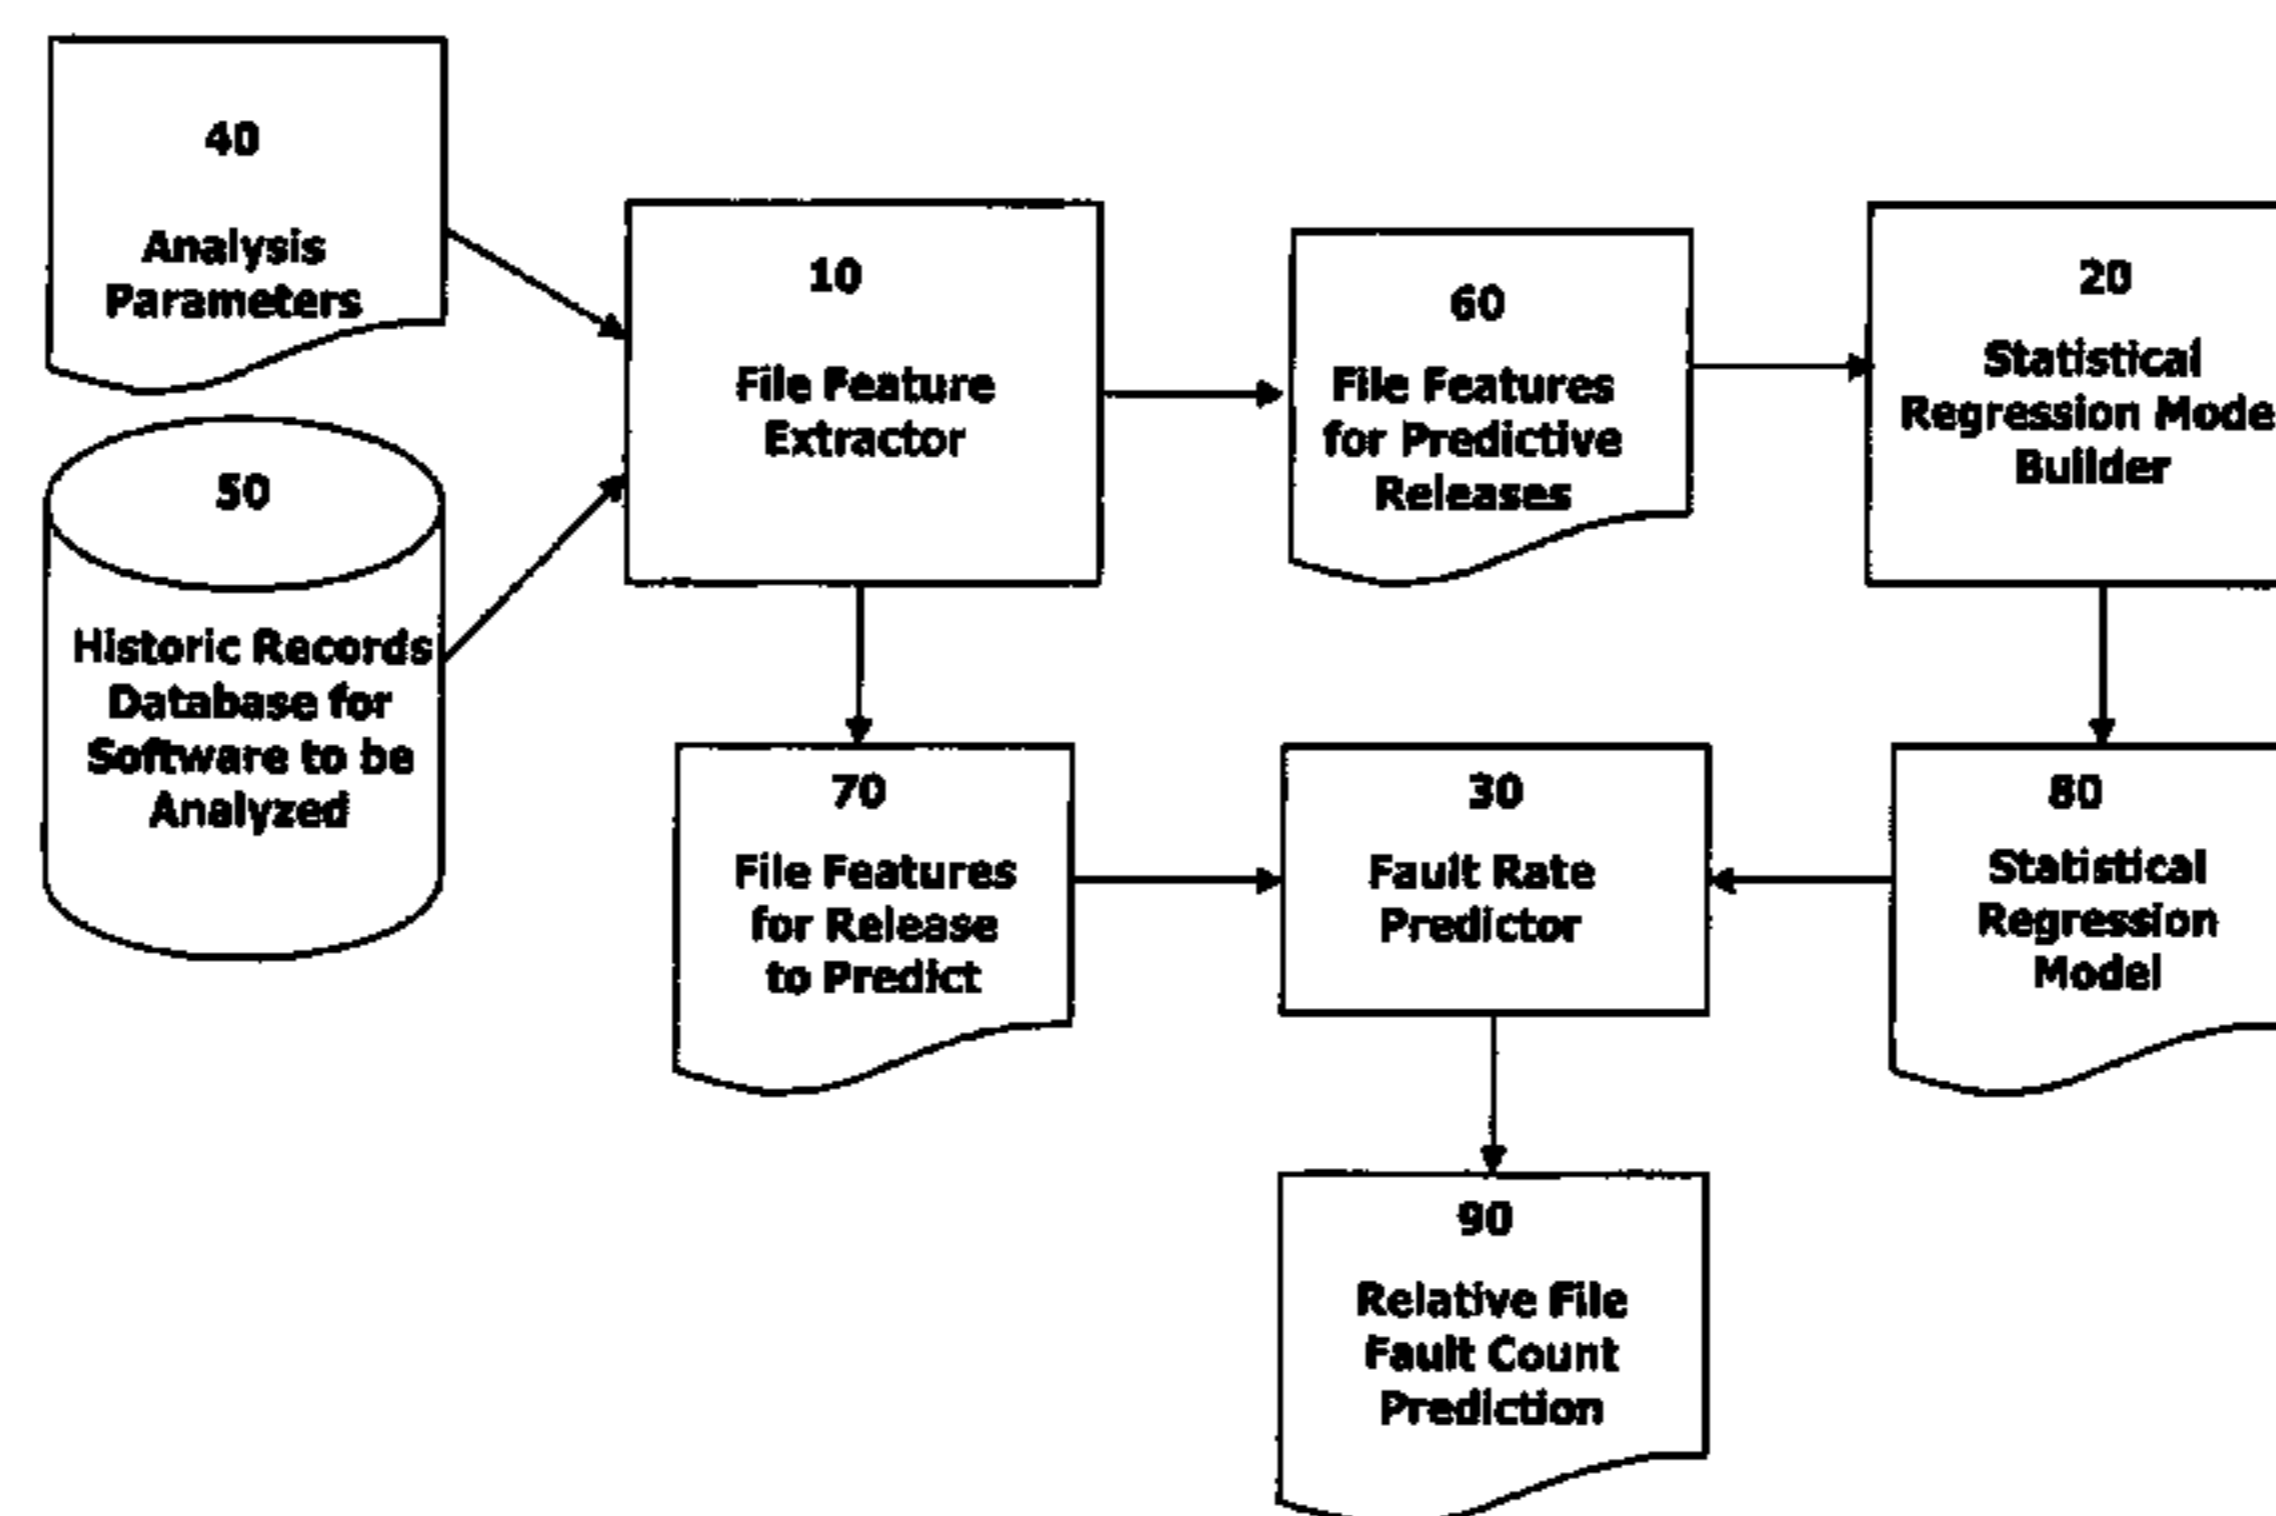 40
Analysis
Parameters
50
Historic Records
Database for
Software to be
Analyzed
10
File Feature
Extractor
60
File Features
for Predictive
Releases
20
Statistical
Regression Mode
Builder
70
File Features
for Release
to Predict
30
Fault Rate
Predictor
80
Statistical
Regression
Model
90
Relative File
Fault Count
Prediction